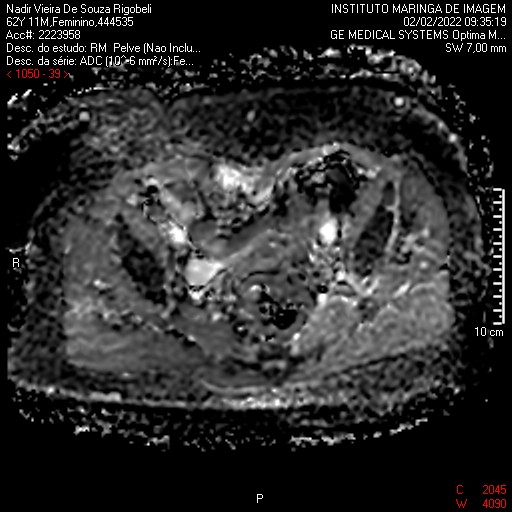 Nadir Vieira De Souza Rigobeli
62Y 11M,Feminino,444535
Acc#: 2223958
Desc. do estudo: RM Pelve (Nao Inclu...
Desc. da série: ADC (10^-6 mm²/s):Fe...
< 1050 - 39 >
INSTITUTO MARINGA DE IMAGEM
02/02/2022 09:35:19
GE MEDICAL SYSTEMS Optima M...
SW 7,00 mm
R
10 cm
P
C 2045
W 4090